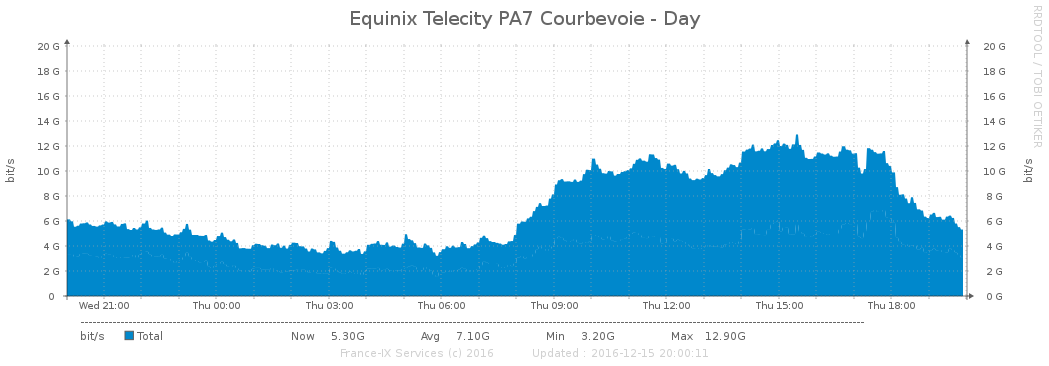 Equinix Telecity PA7 Courbevoie - Day
RRDTOOL / TOBI OETIKER
bit/s
20 G 20 G
18 G 18 G
16 G 16 G
14 G 14 G
12 G 12 G
10 G 10 G
8 G 8 G
6 G 6 G
4 G 4 G
2 G 2 G
0 0 G
bit/s
Wed 21:00 Thu 00:00 Thu 03:00 Thu 06:00 Thu 09:00 Thu 12:00 Thu 15:00 Thu 18:00
bit/s Total Now 5.30G Avg 7.10G Min 3.20G Max 12.90G
France-IX Services (c) 2016 Updated : 2016-12-15 20:00:11